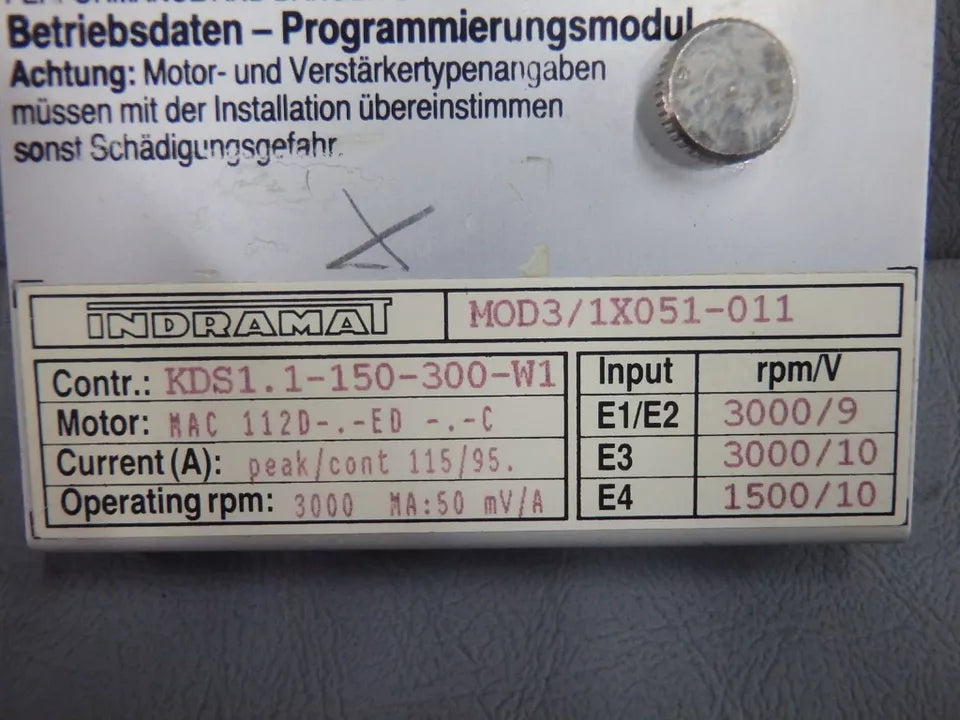 Betriebsdaten – Programmierungsmodul
Achtung: Motor- und Verstärkertypenangaben
müssen mit der Installation übereinstimmen
sonst Schädigungsgefahr.
INDRAMAT MOD3/1X051-011
Contr.: KDS1.1-150-300-W1
Motor: MAC 112D-.-ED -.-C
Current (A): peak/cont 115/95.
Operating rpm: 3000 MA:50 mV/A
Input rpm/V
E1/E2 3000/9
E3 3000/10
E4 1500/10